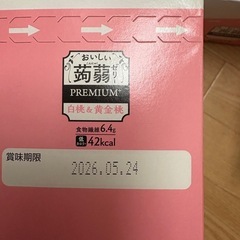 おいしい
蒟蒻ゼリー
PREMIUM+
白桃&黄金桃
食物繊維6.4g
42kcal
賞味期限
2026.05.24